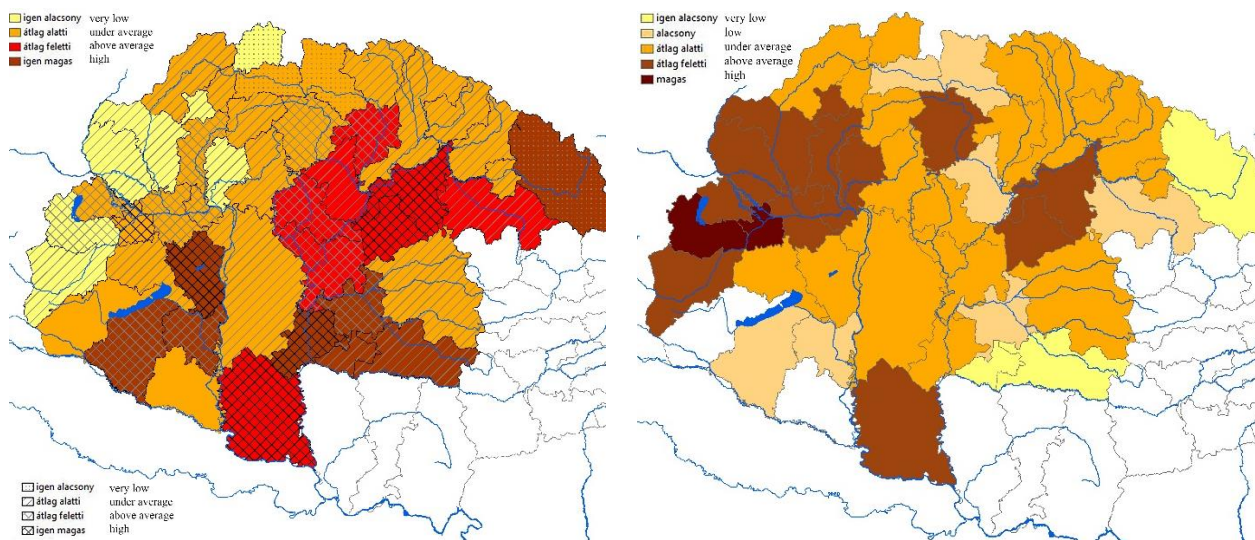 igen alacsony very low
átlag alatti under average
átlag feletti above average
igen magas high
igen alacsony very low
átlag alatti under average
átlag feletti above average
igen magas high
igen alacsony very low
alacsony low
átlag alatti under average
átlag feletti above average
magas high